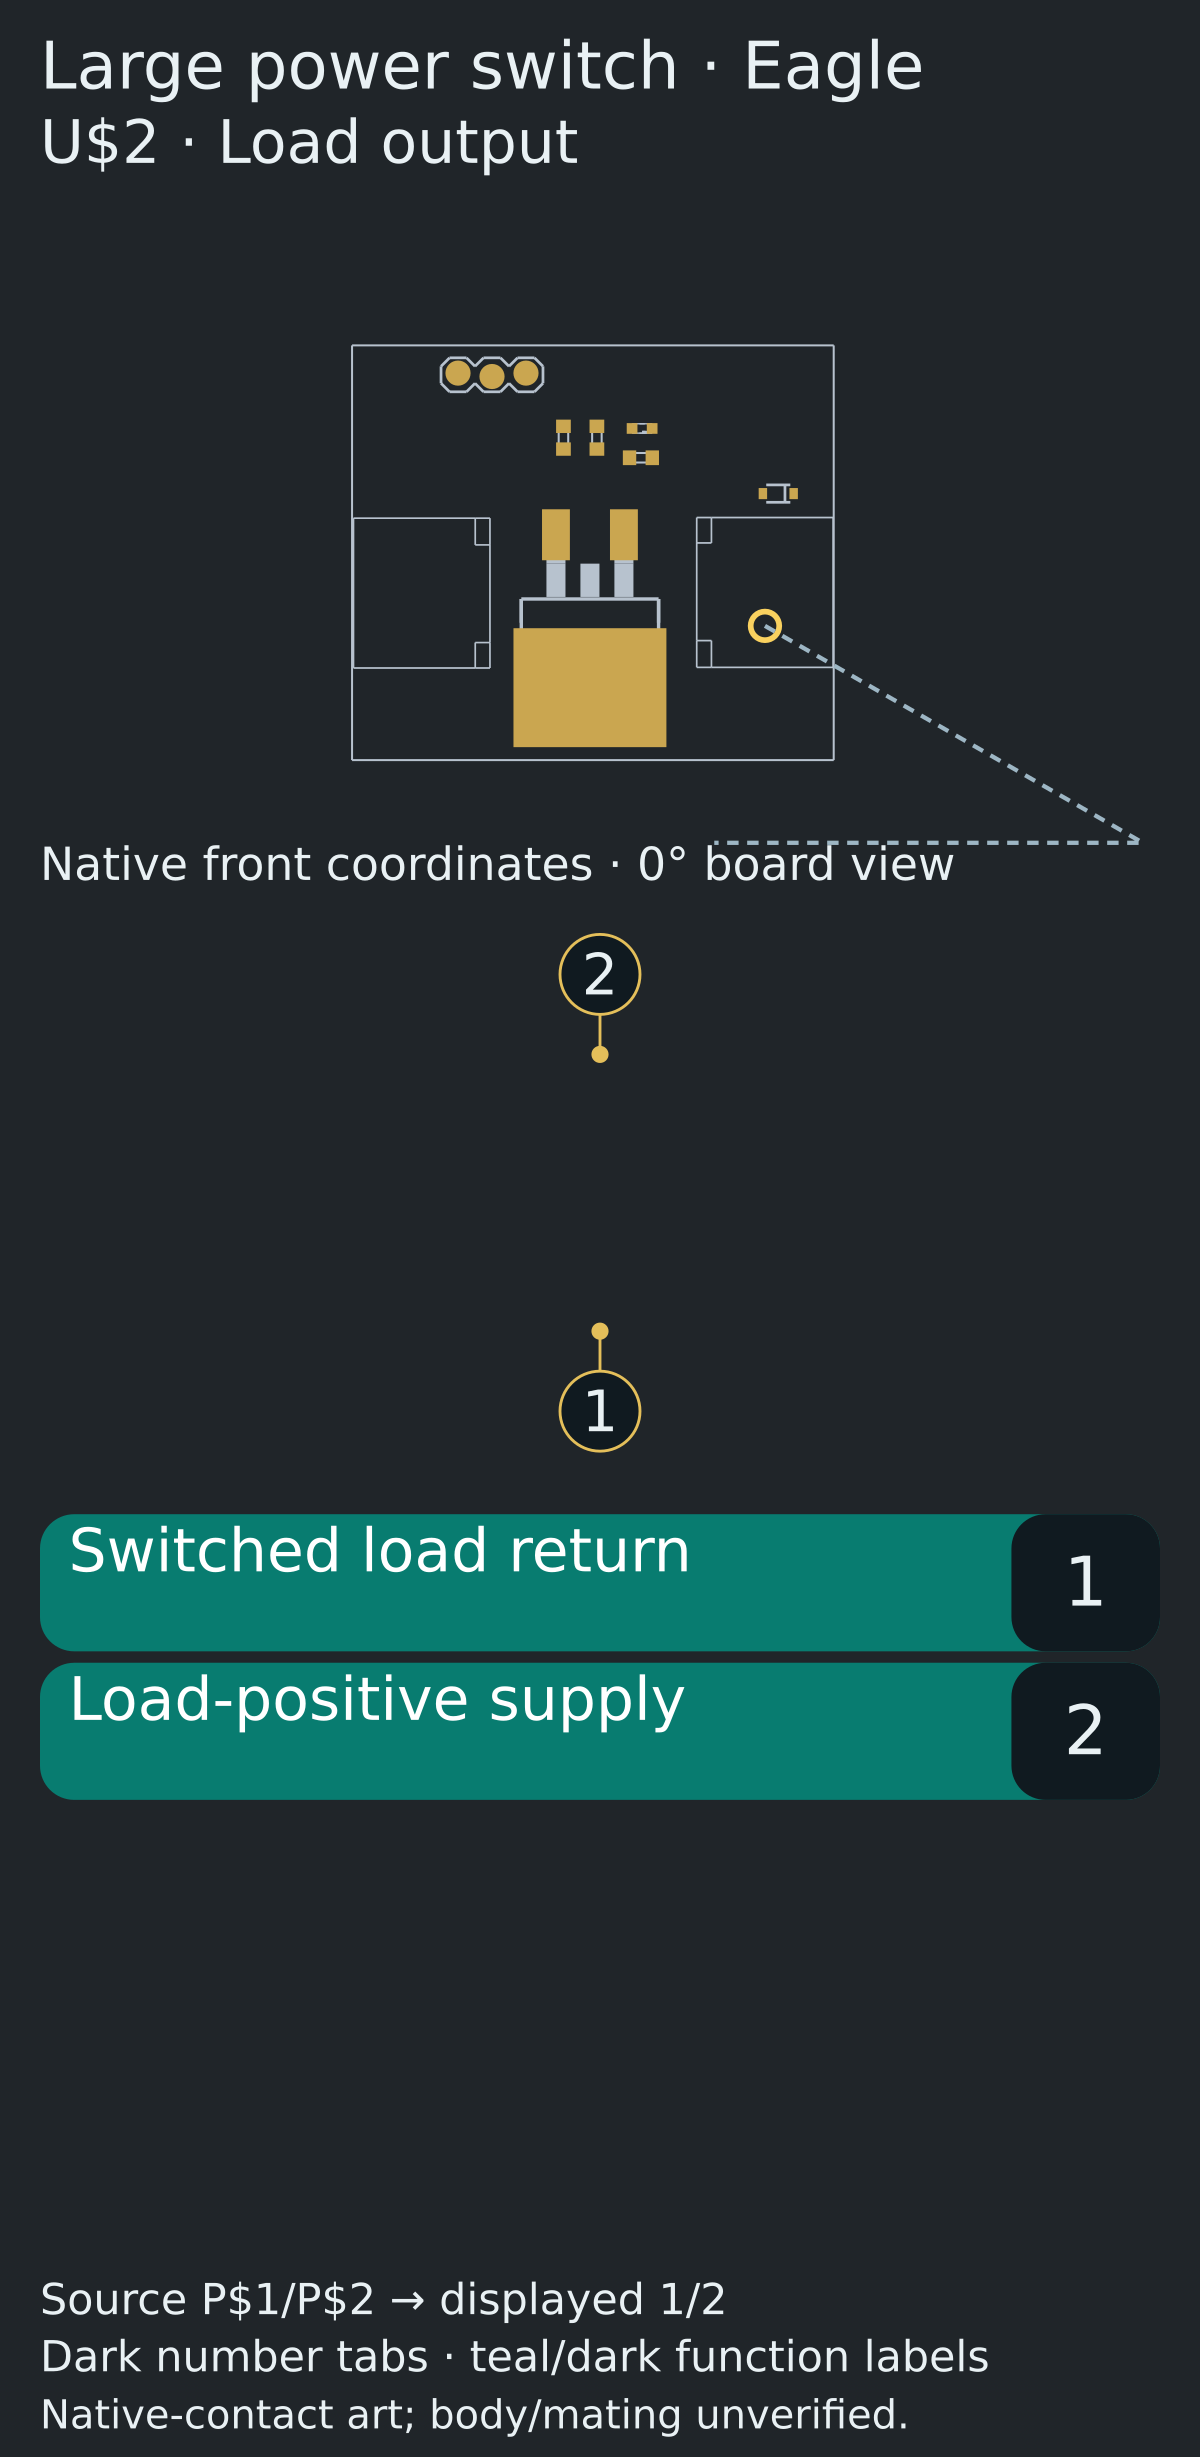 Large power switch · Eagle
U$2 · Load output
Native front coordinates · 0° board view
2
1
Switched load return 1
Load-positive supply 2
Source P$1/P$2 → displayed 1/2
Dark number tabs · teal/dark function labels
Native-contact art; body/mating unverified.